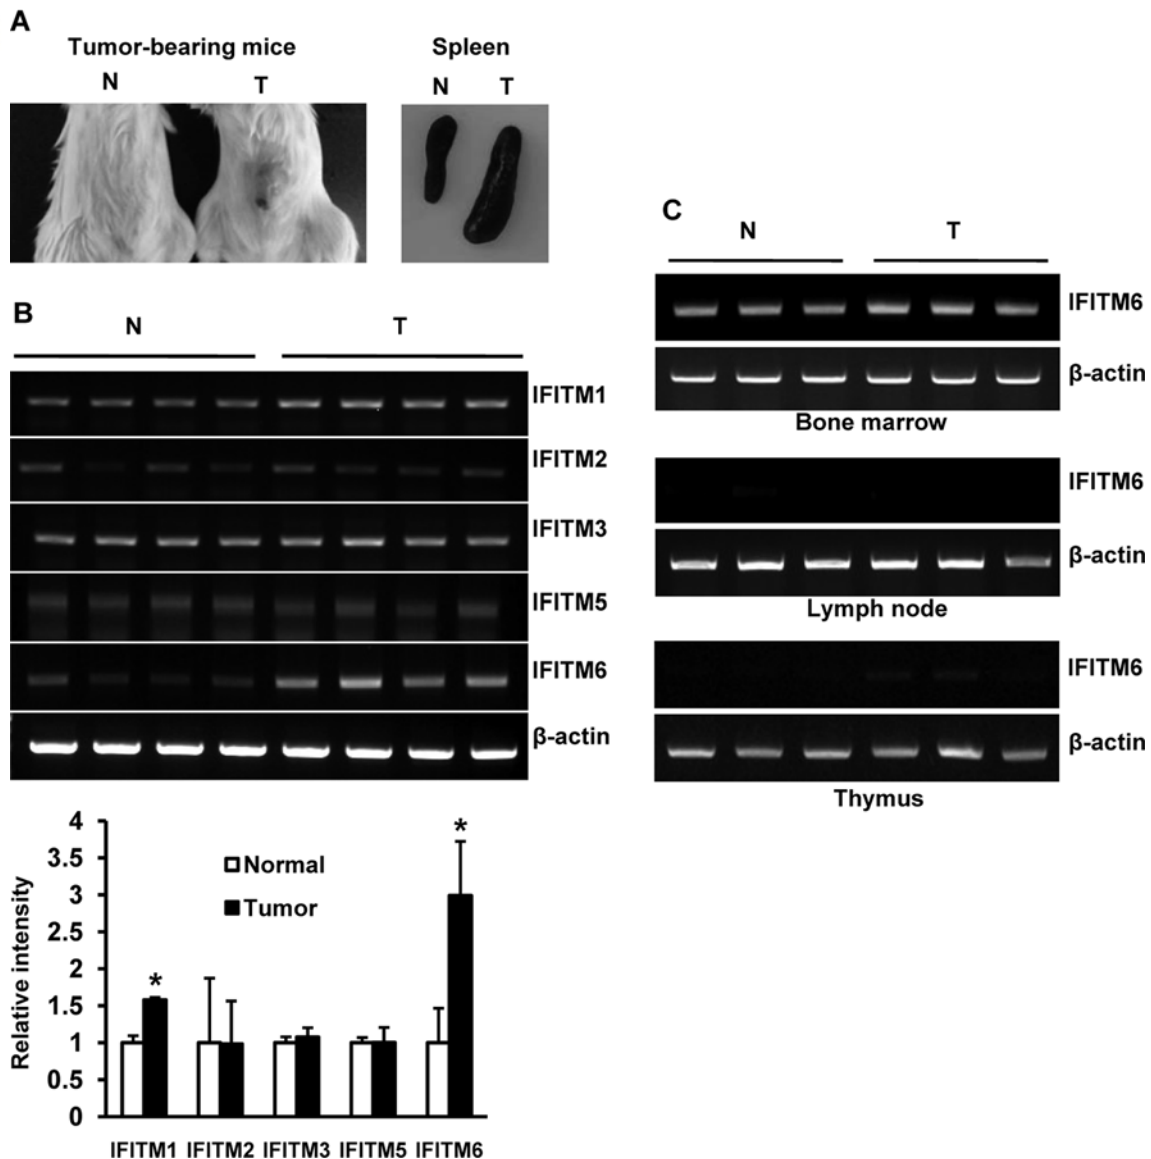 A
Tumor-bearing mice
N T
Spleen
N T
B
N T
IFITM1
IFITM2
IFITM3
IFITM5
IFITM6
β-actin
4
3.5
3
2.5
2
1.5
1
0.5
0
Relative intensity
Normal
Tumor
*
*
IFITM1 IFITM2 IFITM3 IFITM5 IFITM6
C
N T
IFITM6
β-actin
Bone marrow
IFITM6
β-actin
Lymph node
IFITM6
β-actin
Thymus